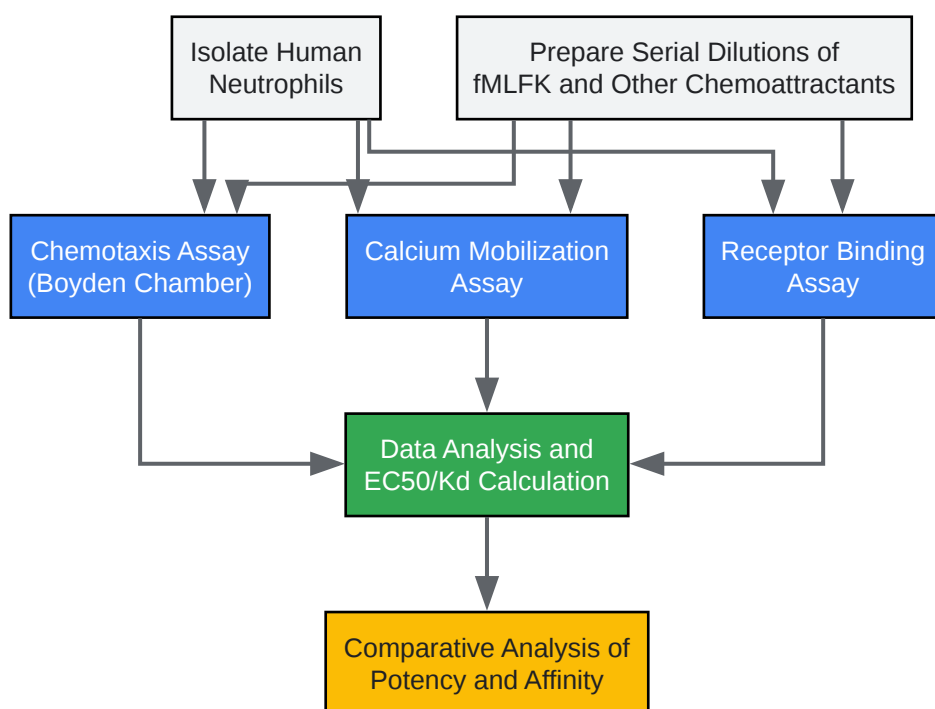 Isolate Human
Neutrophils
Prepare Serial Dilutions of
fMLFK and Other Chemoattractants
Chemotaxis Assay
(Boyden Chamber)
Calcium Mobilization
Assay
Receptor Binding
Assay
Data Analysis and
EC50/Kd Calculation
Comparative Analysis of
Potency and Affinity